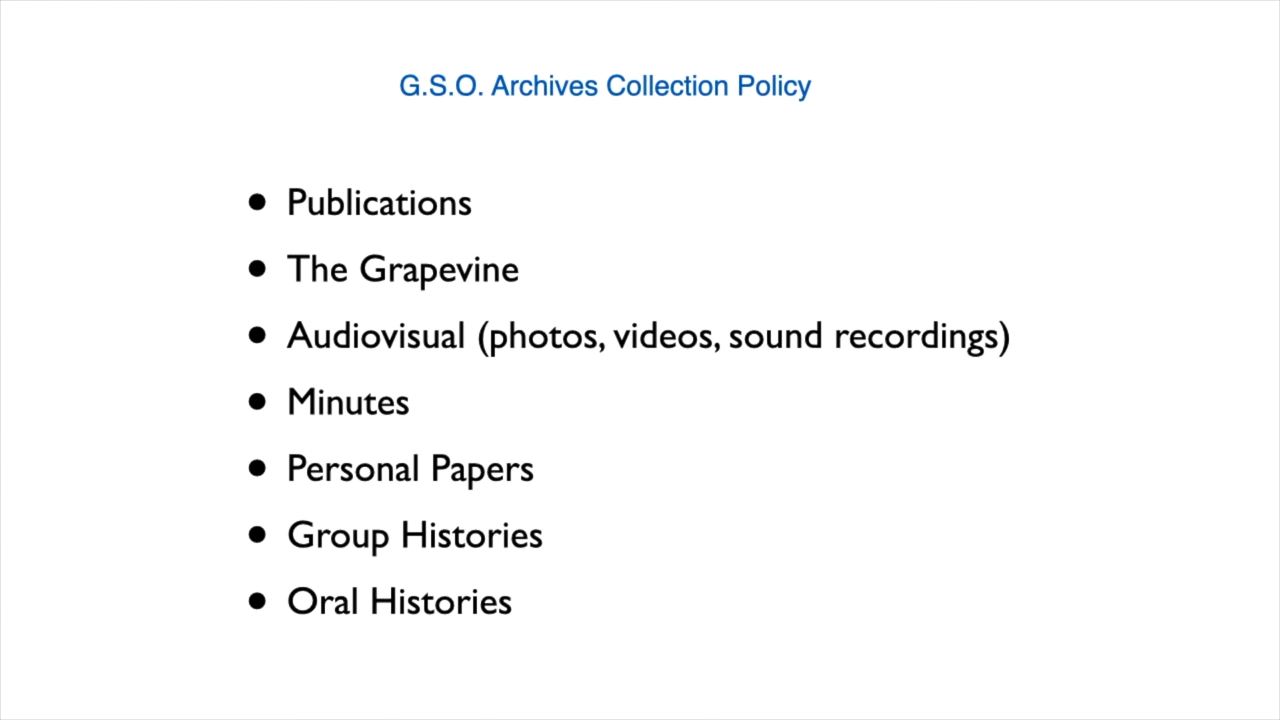 G.S.O. Archives Collection Policy
• Publications
• The Grapevine
• Audiovisual (photos, videos, sound recordings)
• Minutes
• Personal Papers
• Group Histories
• Oral Histories